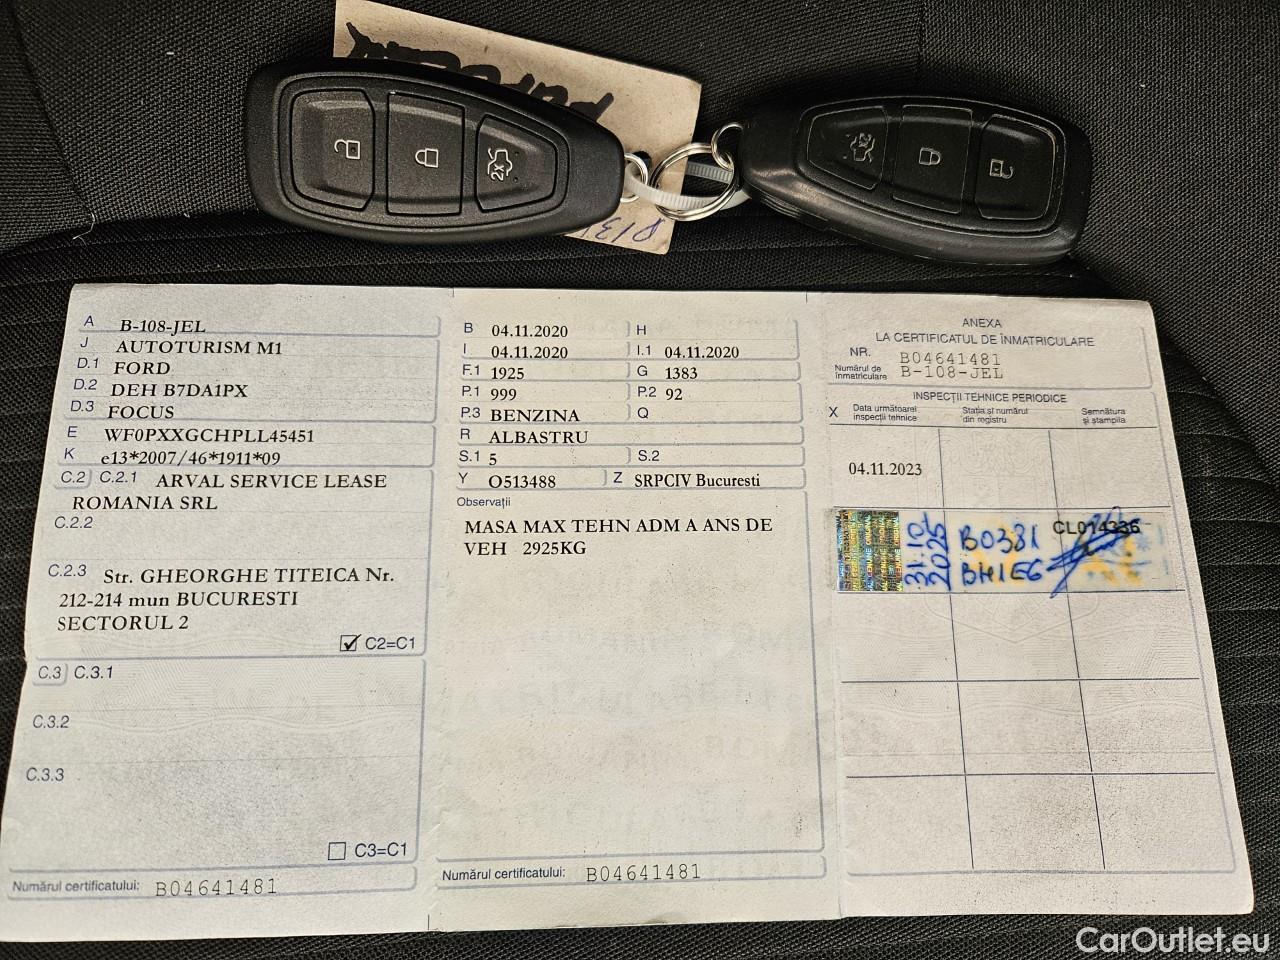 2x
2x
A B-108-JEL
J AUTOTURISM M1
D.1 FORD
D.2 DEH B7DA1PX
D.3 FOCUS
E WF0PXXGCHPLL45451
K e13*2007/46*1911*09
C.2 C.2.1 ARVAL SERVICE LEASE
ROMANIA SRL
C.2.2
C.2.3 Str. GHEORGHE TITEICA Nr.
212-214 mun BUCURESTI
SECTORUL 2
C2=C1
C.3 C.3.1
C.3.2
C.3.3
C3=C1
Numărul certificatului: B04641481
B 04.11.2020 H
I 04.11.2020 I.1 04.11.2020
F.1 1925 G 1383
P.1 999 P.2 92
P.3 BENZINA Q
R ALBASTRU
S.1 5 S.2
Y O513488 Z SRPCIV Bucuresti
Observații
MASA MAX TEHN ADM A ANS DE
VEH 2925KG
Numărul certificatului: B04641481
ANEXA
LA CERTIFICATUL DE ÎNMATRICULARE
NR. B04641481
Numărul de înmatriculare B-108-JEL
INSPECȚII TEHNICE PERIODICE
X Data următoarei inspecții tehnice Stația și numărul din registru Semnătura și ștampila
04.11.2023
31.10 2025 B0381 CL014336
BH1EG
CarOutlet.eu